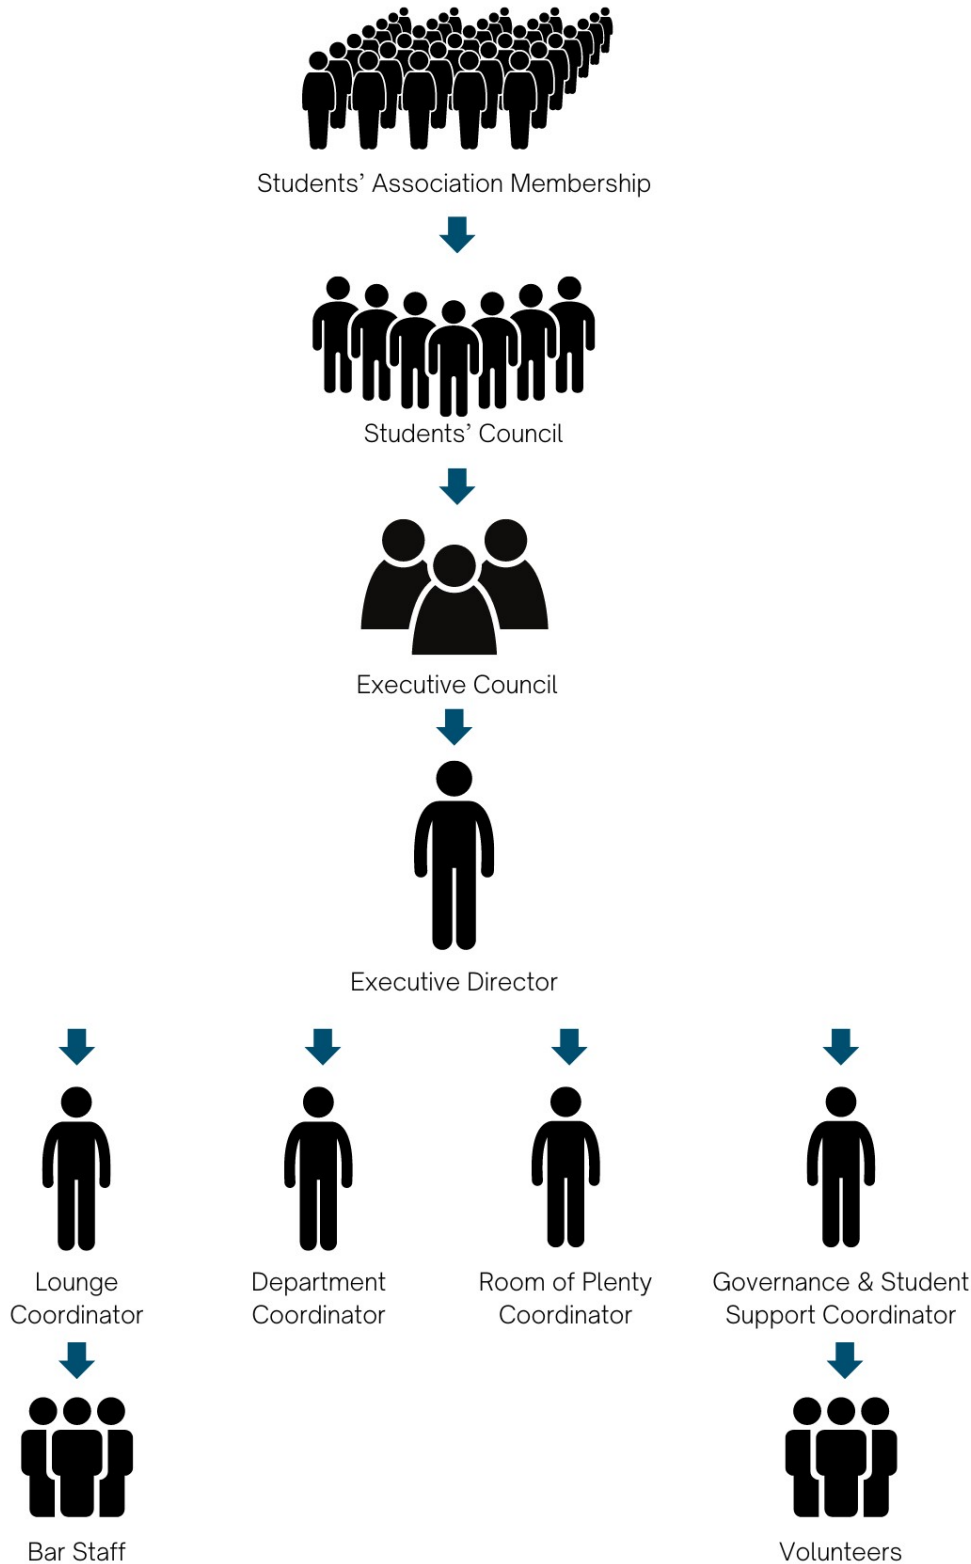 Students’ Association Membership
Students’ Council
Executive Council
Executive Director
Lounge
Coordinator
Department
Coordinator
Room of Plenty
Coordinator
Governance & Student
Support Coordinator
Bar Staff
Volunteers